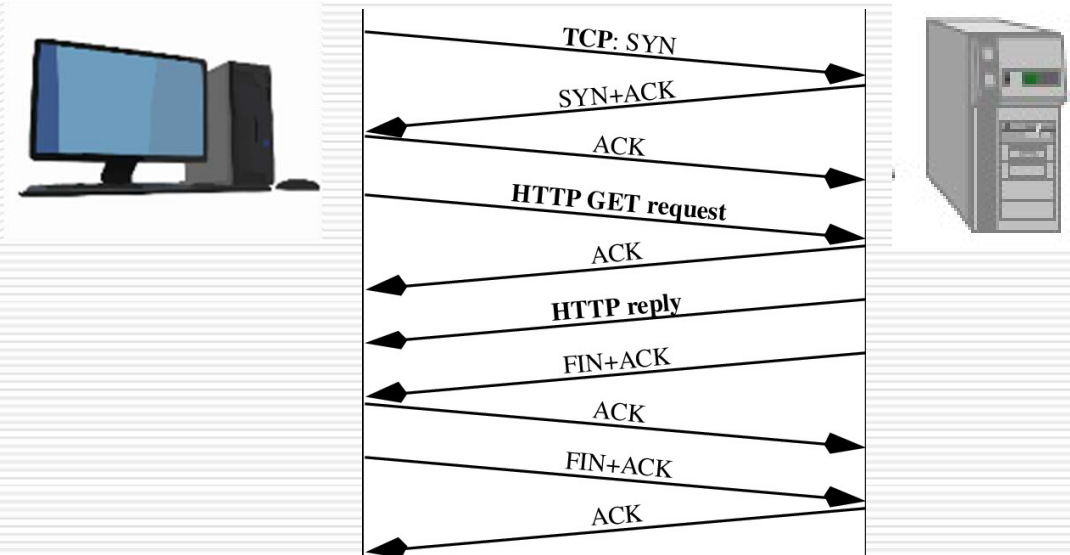 TCP: SYN
SYN+ACK
ACK
HTTP GET request
ACK
HTTP reply
FIN+ACK
ACK
FIN+ACK
ACK